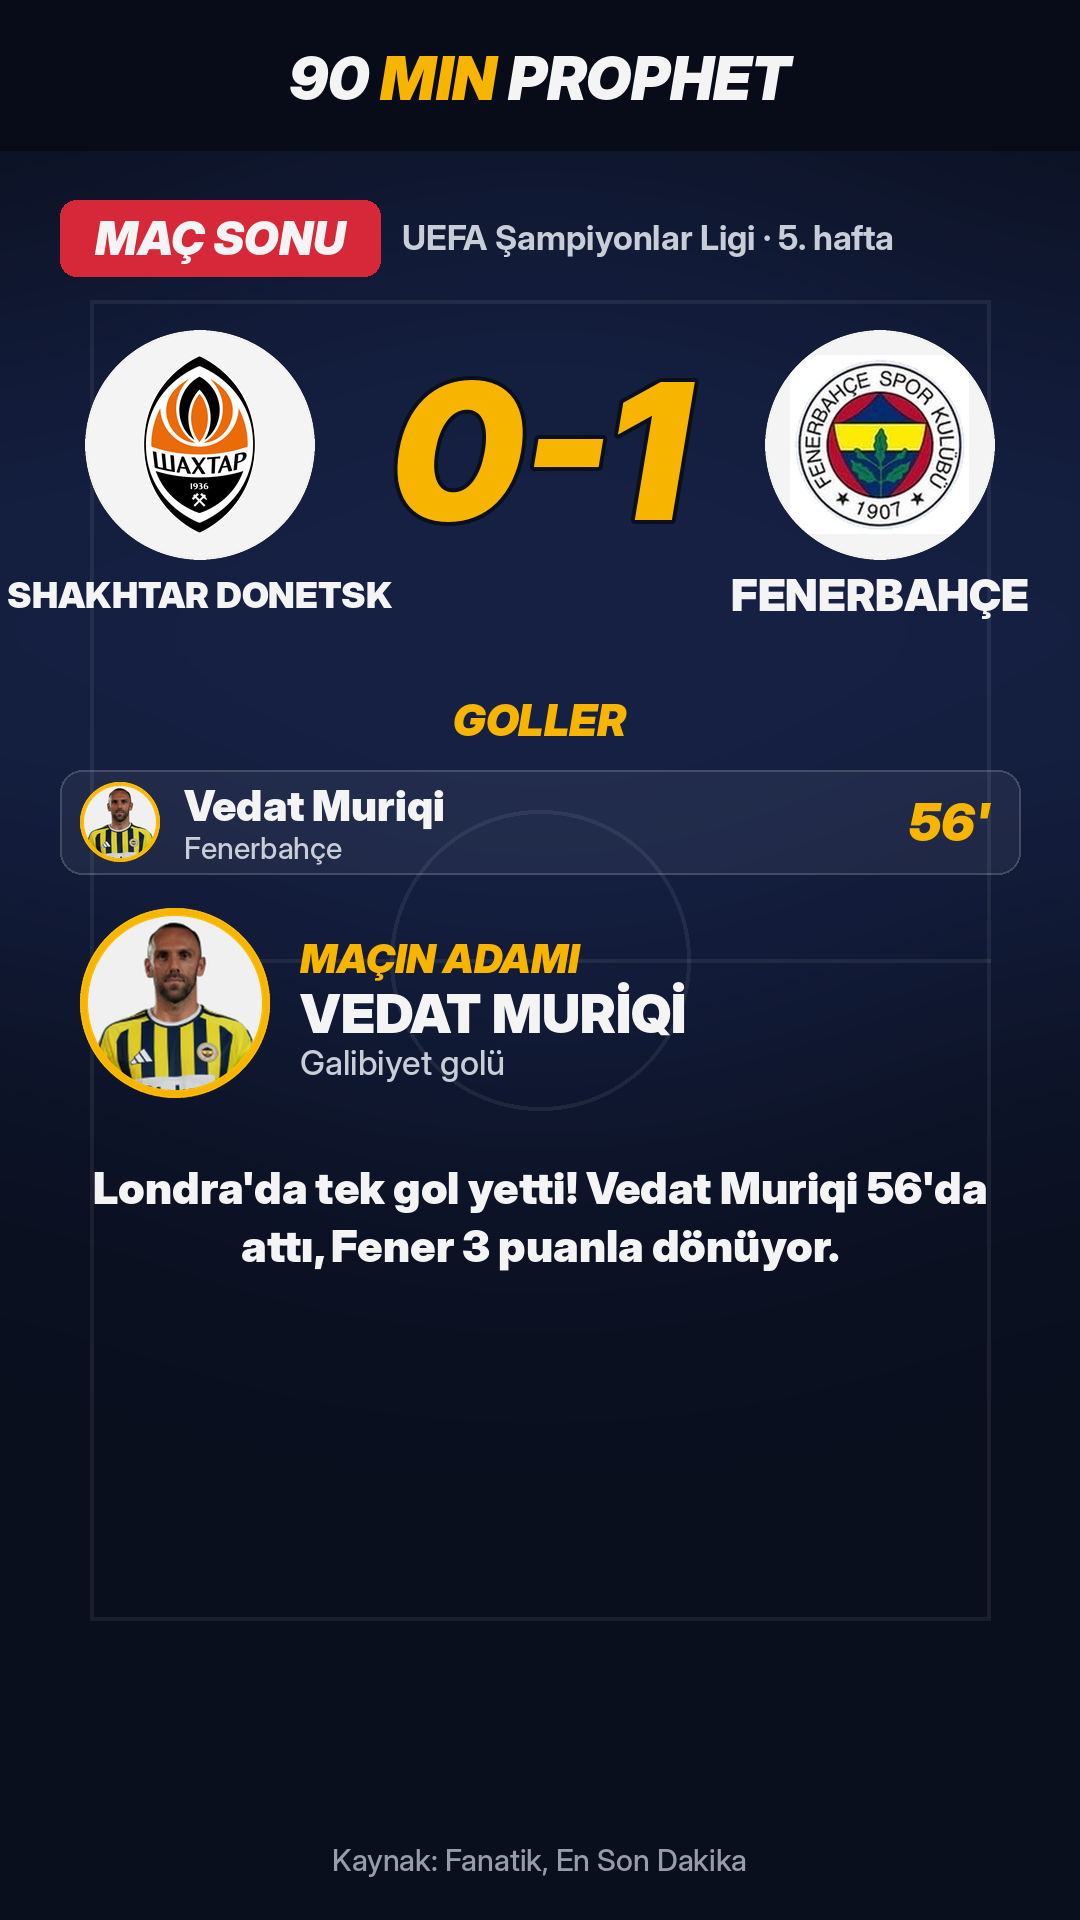 90 MIN PROPHET
MAÇ SONU
UEFA Şampiyonlar Ligi · 5. hafta
ШАХТАР
1936
0-1
FENERBAHÇE SPOR KULÜBÜ
★ 1907 ★
SHAKHTAR DONETSK
FENERBAHÇE
GOLLER
Vedat Muriqi
Fenerbahçe
56'
MAÇIN ADAMI
VEDAT MURİQİ
Galibiyet golü
Londra'da tek gol yetti! Vedat Muriqi 56'da
attı, Fener 3 puanla dönüyor.
Kaynak: Fanatik, En Son Dakika